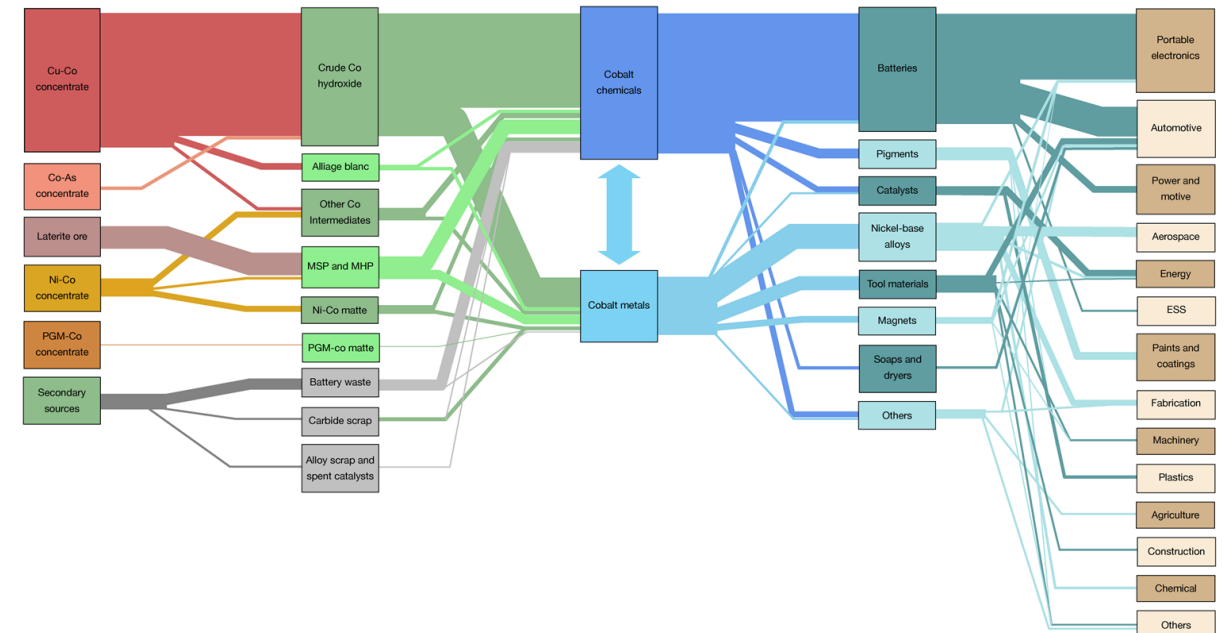 Cu-Co
concentrate
Co-As
concentrate
Laterite ore
Ni-Co
concentrate
PGM-Co
concentrate
Secondary
sources
Crude Co
hydroxide
Alliage blanc
Other Co
Intermediates
MSP and MHP
Ni-Co matte
PGM-co matte
Battery waste
Carbide scrap
Alloy scrap and
spent catalysts
Cobalt
chemicals
Cobalt metals
Batteries
Pigments
Catalysts
Nickel-base
alloys
Tool materials
Magnets
Soaps and
dryers
Others
Portable
electronics
Automotive
Power and
motive
Aerospace
Energy
ESS
Paints and
coatings
Fabrication
Machinery
Plastics
Agriculture
Construction
Chemical
Others